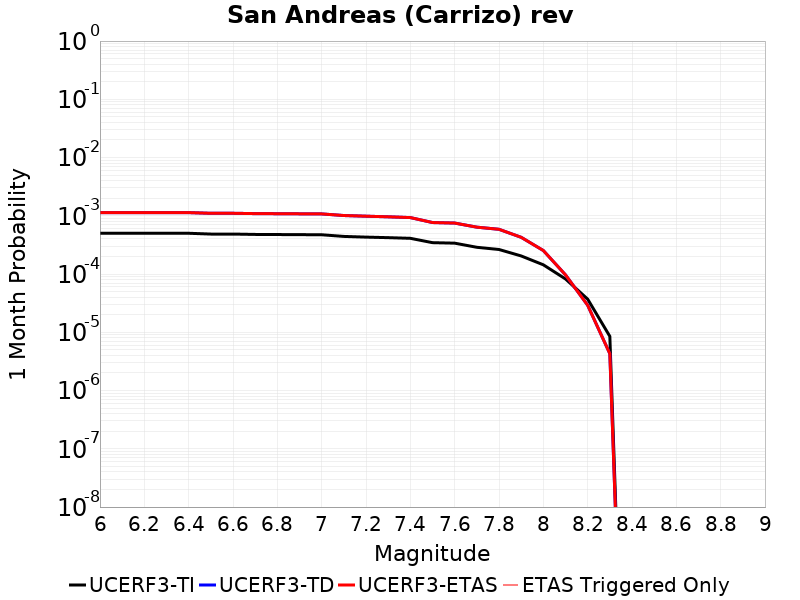 San Andreas (Carrizo) rev
1 Month Probability
10^0
10^-1
10^-2
10^-3
10^-4
10^-5
10^-6
10^-7
10^-8
6 6.2 6.4 6.6 6.8 7 7.2 7.4 7.6 7.8 8 8.2 8.4 8.6 8.8 9
Magnitude
UCERF3-TI UCERF3-TD UCERF3-ETAS ETAS Triggered Only